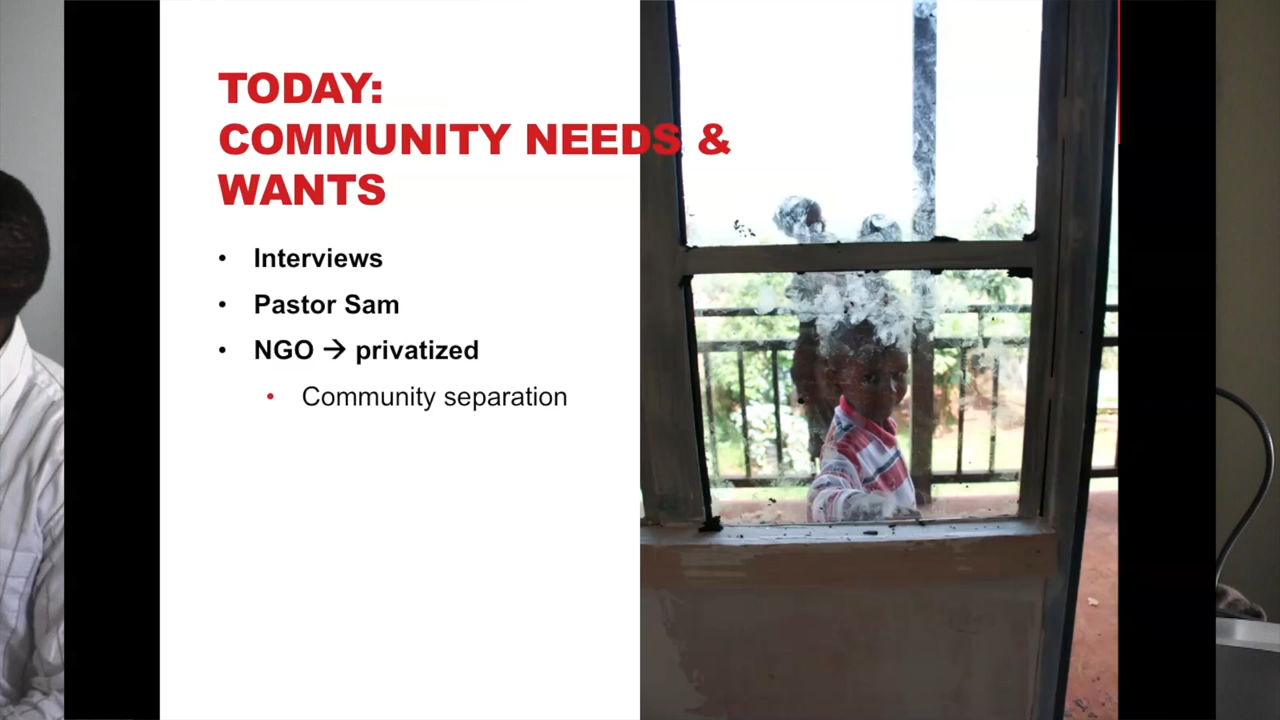 TODAY:
COMMUNITY NEEDS &
WANTS
• Interviews
• Pastor Sam
• NGO → privatized
• Community separation